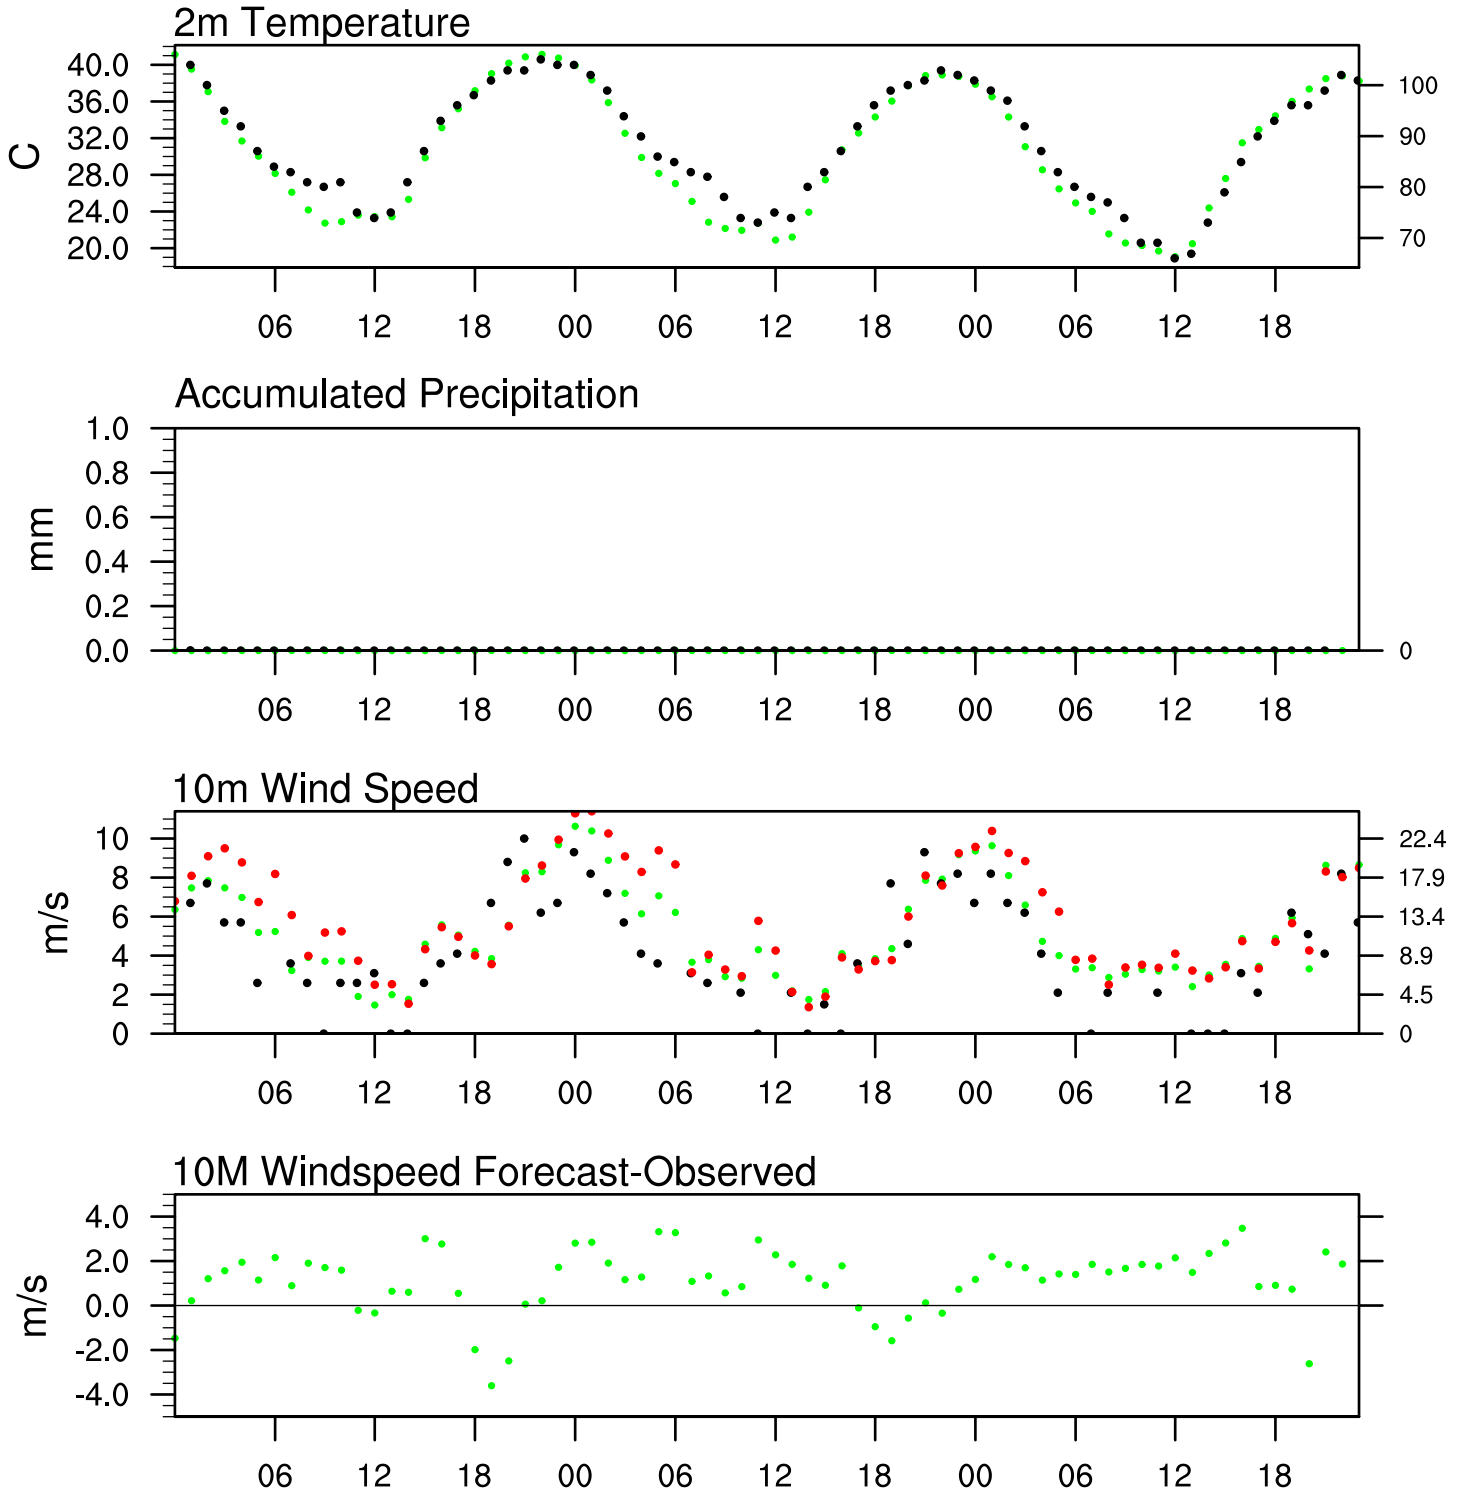 2m Temperature
40.0
36.0
32.0
28.0
24.0
20.0
C
100
90
80
70
06 12 18 00 06 12 18 00 06 12 18
Accumulated Precipitation
1.0
0.8
0.6
0.4
0.2
0.0
mm
0
06 12 18 00 06 12 18 00 06 12 18
10m Wind Speed
10
8
6
4
2
0
m/s
22.4
17.9
13.4
8.9
4.5
0
06 12 18 00 06 12 18 00 06 12 18
10M Windspeed Forecast-Observed
4.0
2.0
0.0
-2.0
-4.0
m/s
06 12 18 00 06 12 18 00 06 12 18